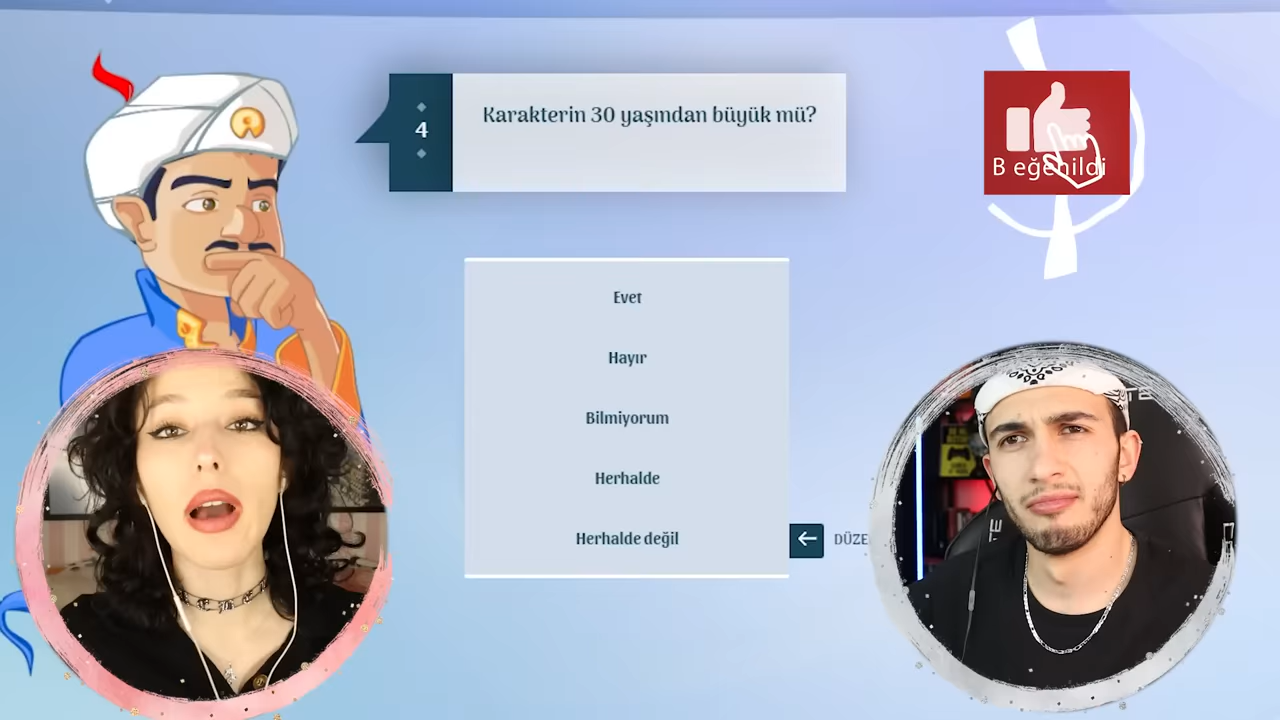 4
Karakterin 30 yaşından büyük mü?
B eğenildi
Evet
Hayır
Bilmiyorum
Herhalde
Herhalde değil
DÜZE